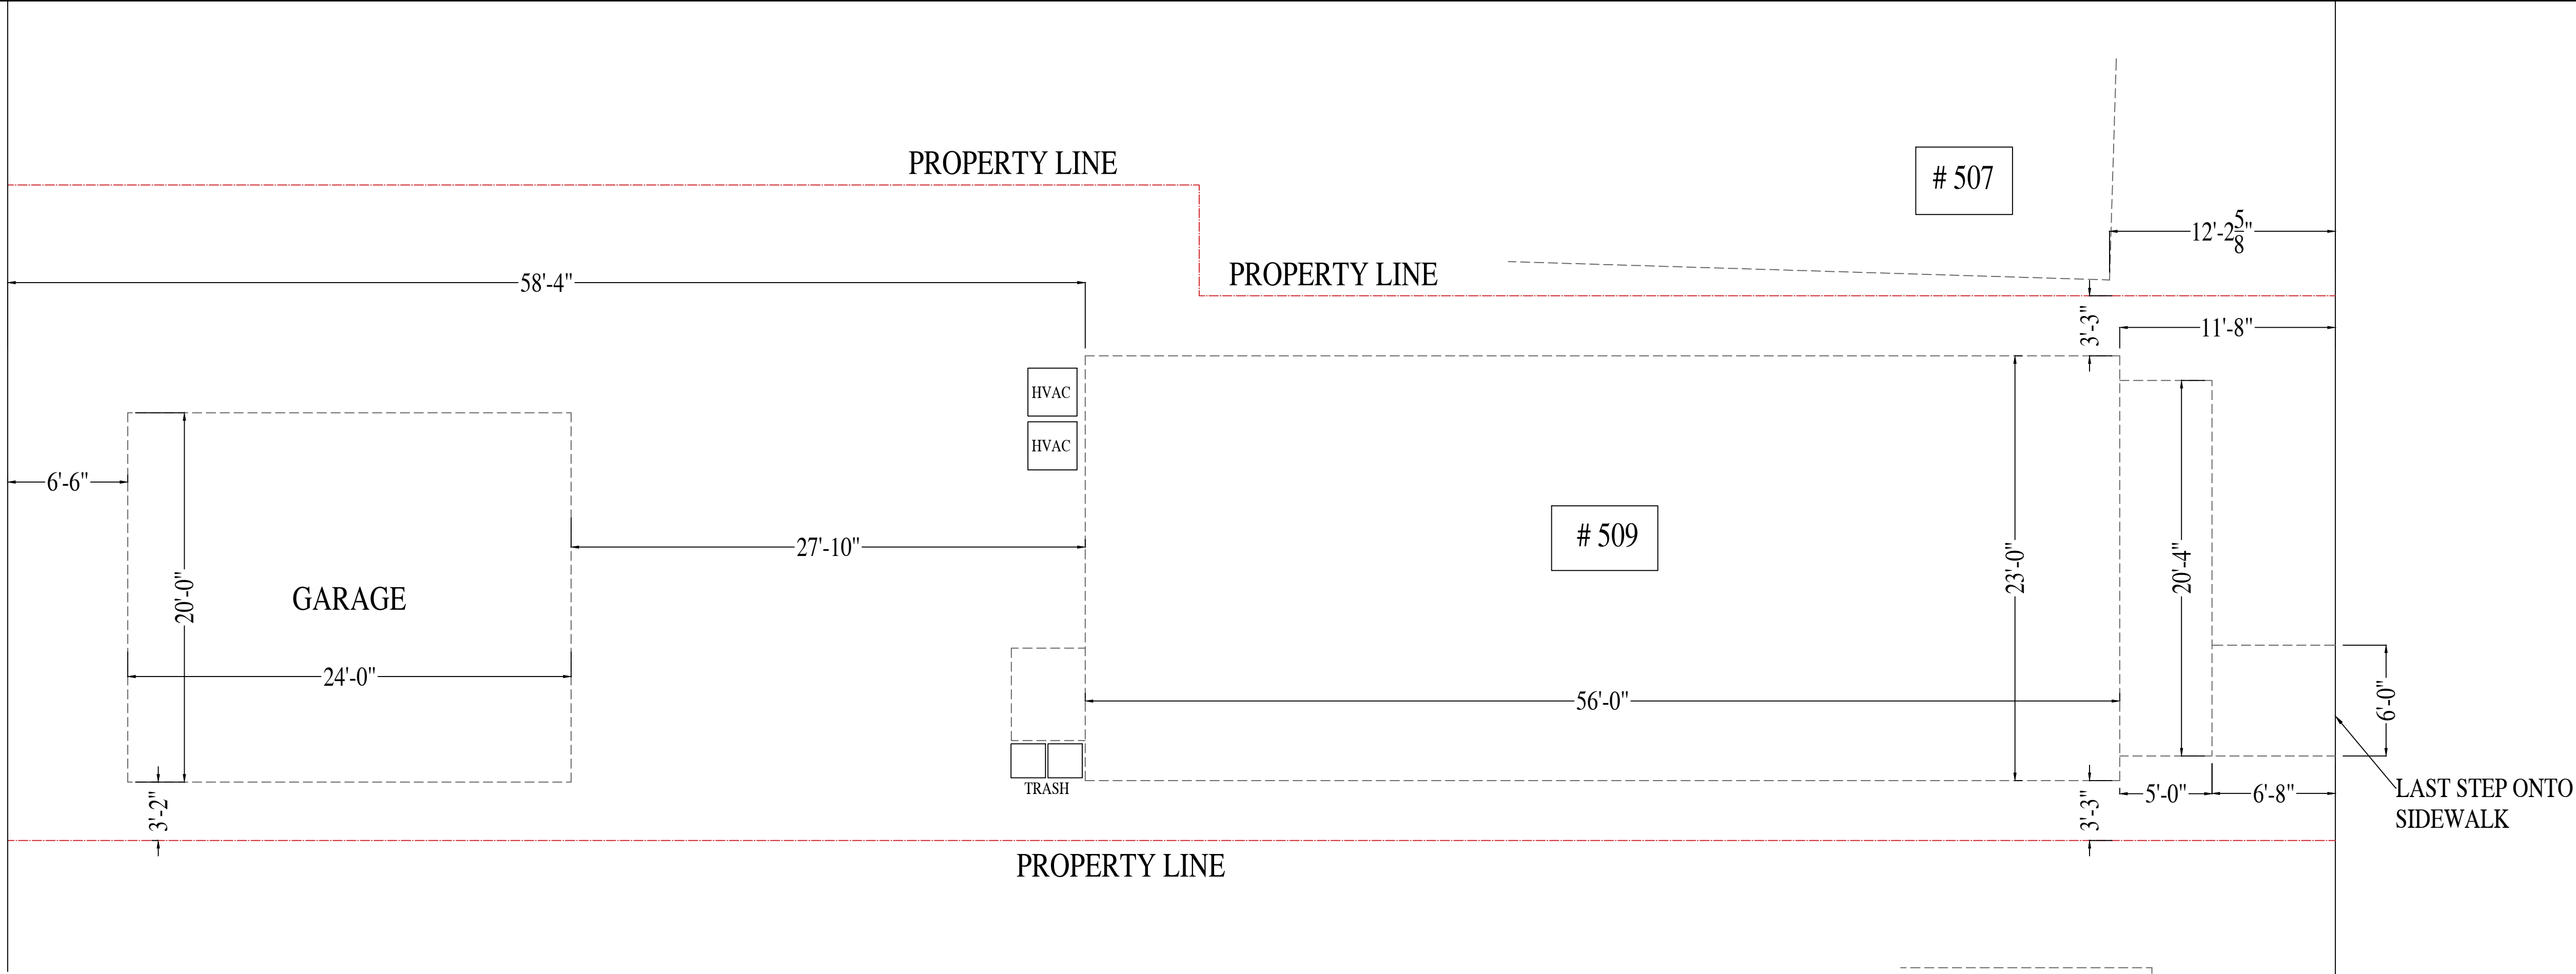 PROPERTY LINE
# 507
12'-2 5/8"
58'-4"
PROPERTY LINE
3'-3"
11'-8"
HVAC
HVAC
6'-6"
# 509
27'-10"
20'-0"
GARAGE
23'-0"
20'-4"
24'-0"
56'-0"
6'-0"
TRASH
3'-2"
3'-3"
5'-0"
6'-8"
LAST STEP ONTO
SIDEWALK
PROPERTY LINE